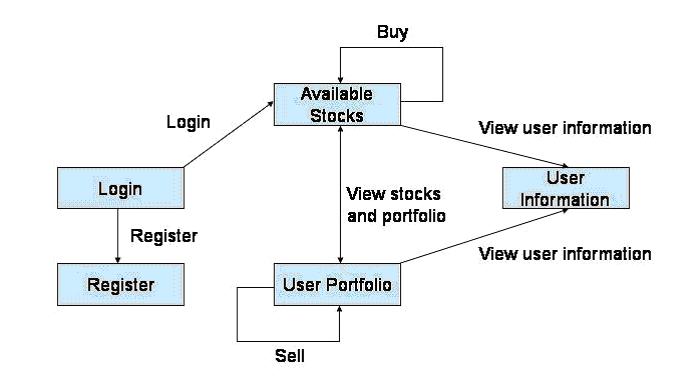 Buy
Available
Stocks
Login
View user information
Login
User
Information
View stocks
and portfolio
Register
View user information
Register
User Portfolio
Sell